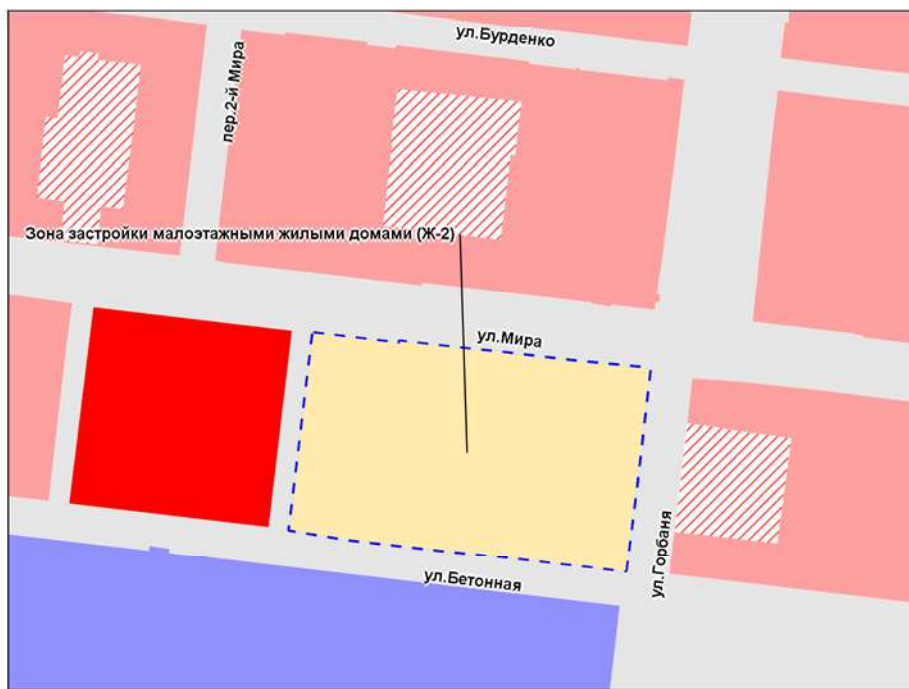 ул.Бурденко
пер.2-й Мира
Зона застройки малоэтажными жилыми домами (Ж-2)
ул.Мира
ул.Горбаня
ул.Бетонная